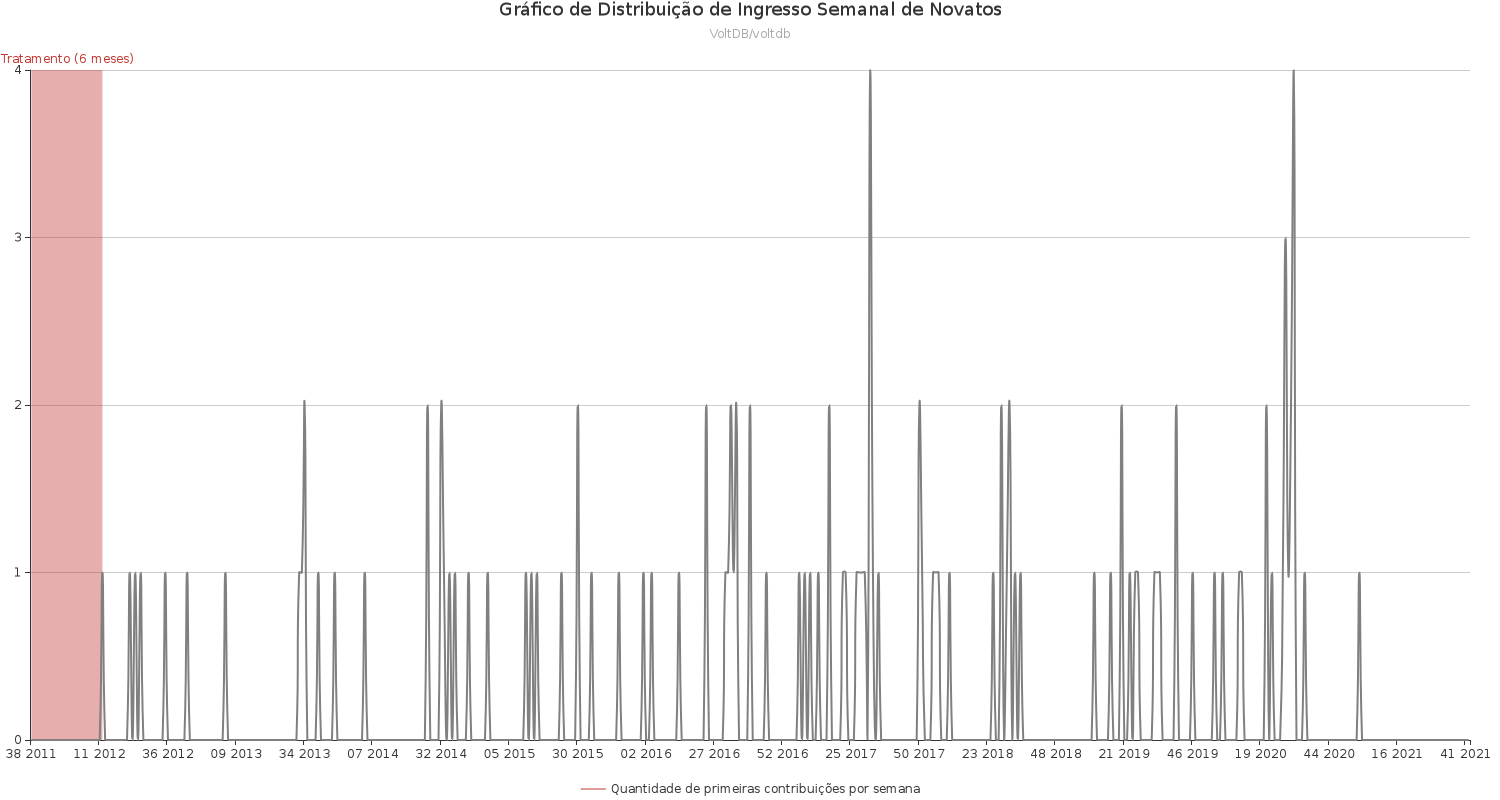 Gráfico de Distribuição de Ingresso Semanal de Novatos
VoltDB/voltdb
Tratamento (6 meses)
4
3
2
1
0
38 2011 11 2012 36 2012 09 2013 34 2013 07 2014 32 2014 05 2015 30 2015 02 2016 27 2016 52 2016 25 2017 50 2017 23 2018 48 2018 21 2019 46 2019 19 2020 44 2020 16 2021 41 2021
Quantidade de primeiras contribuições por semana